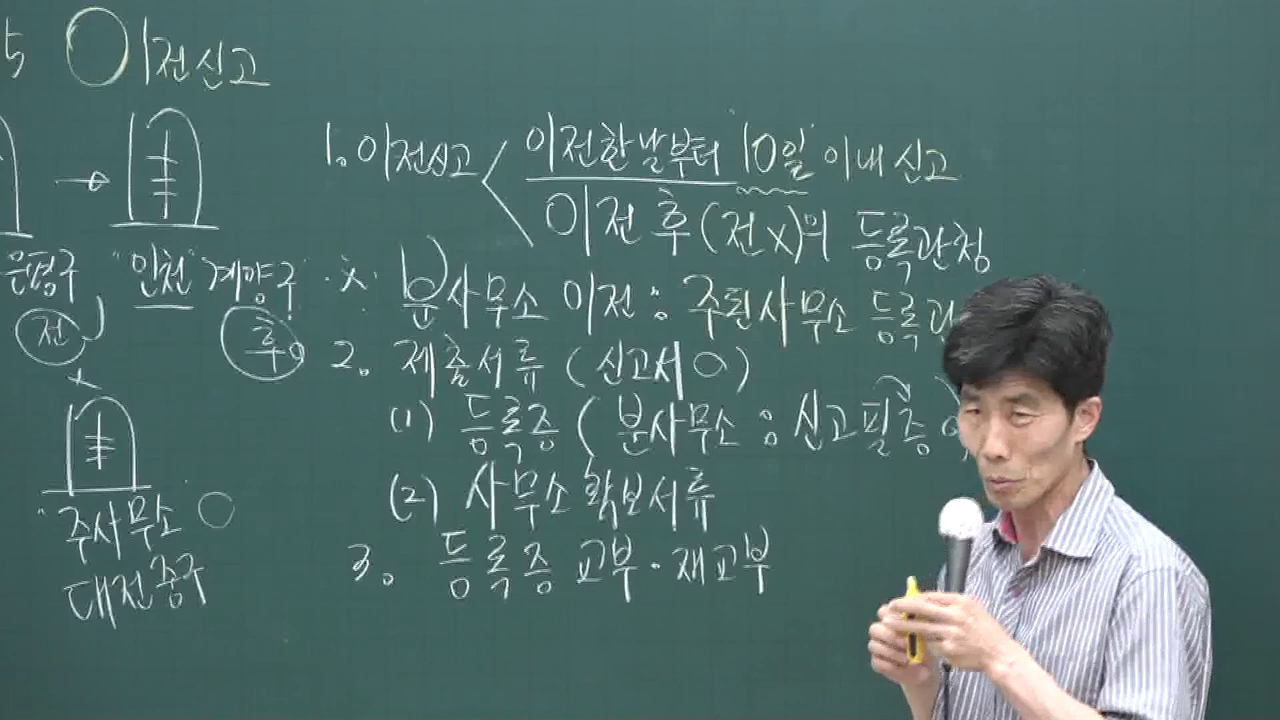 5 이전신고
1. 이전신고 < 이전한 날부터 "10일" 이내 신고
이전 후 (전X)의 등록관청
은평구 "인천" 계양구
전 후
※ 분사무소 이전 : 주된사무소 등록관
2. 제출서류 (신고서 O)
(1) 등록증 ( 분사무소 : 신고필증
(2) 사무소 확보서류
3. 등록증 교부·재교부
주사무소 O
대전 중구